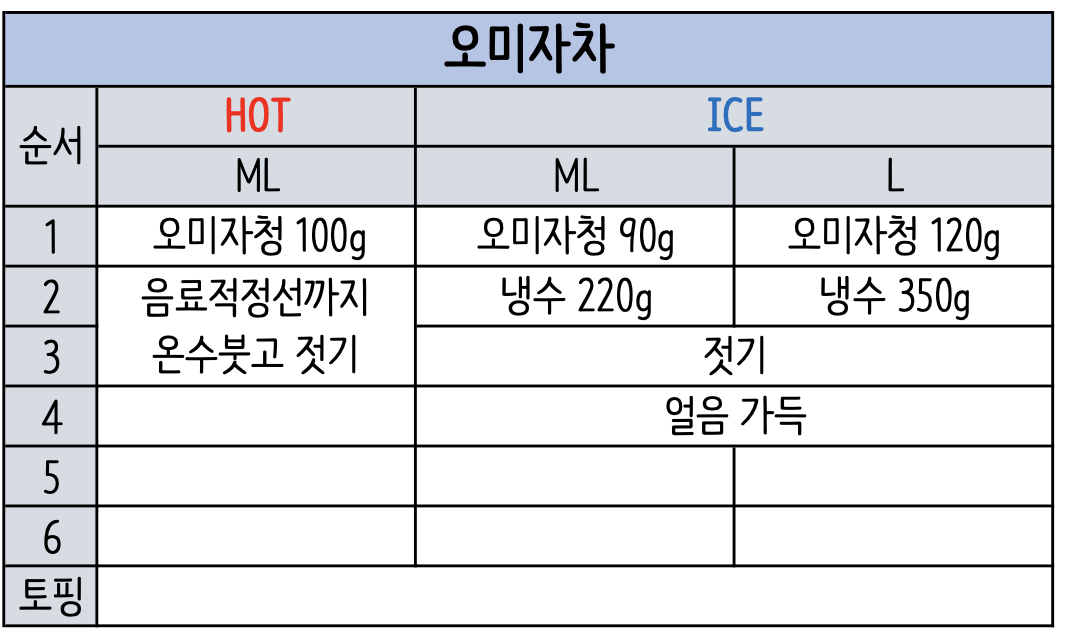 오미자차
순서 HOT ICE
ML ML L
1 오미자청 100g 오미자청 90g 오미자청 120g
2 음료적정선까지 냉수 220g 냉수 350g
3 온수붓고 젓기 젓기
4 얼음 가득
5
6
토핑